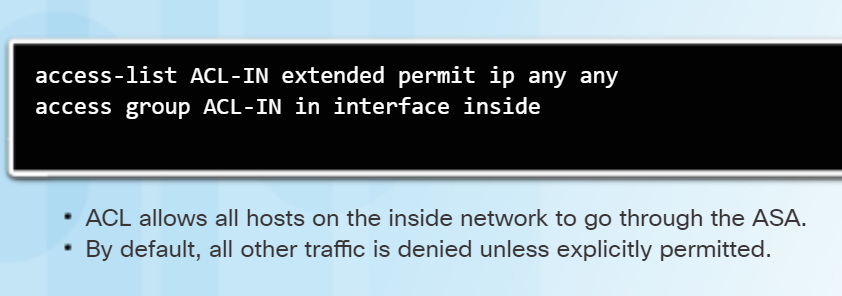 access-list ACL-IN extended permit ip any any
access group ACL-IN in interface inside
• ACL allows all hosts on the inside network to go through the ASA.
• By default, all other traffic is denied unless explicitly permitted.